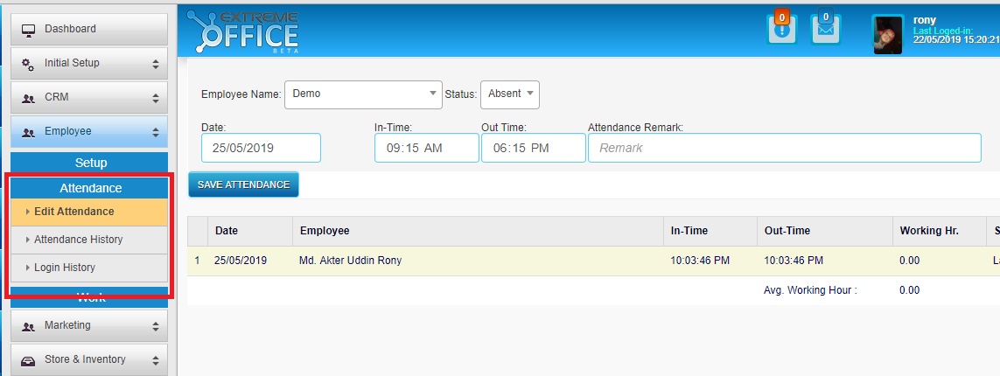 Dashboard
Initial Setup
CRM
Employee
Setup
Attendance
Edit Attendance
Attendance History
Login History
Work
Marketing
Store & Inventory
EXTREME
OFFICE
BETA
0
0
rony
Last Loged-in:
22/05/2019 15:20:21
Employee Name: Demo Status: Absent
Date: In-Time: Out Time: Attendance Remark:
25/05/2019 09:15 AM 06:15 PM Remark
SAVE ATTENDANCE
Date Employee In-Time Out-Time Working Hr. S
1 25/05/2019 Md. Akter Uddin Rony 10:03:46 PM 10:03:46 PM 0.00 La
Avg. Working Hour : 0.00